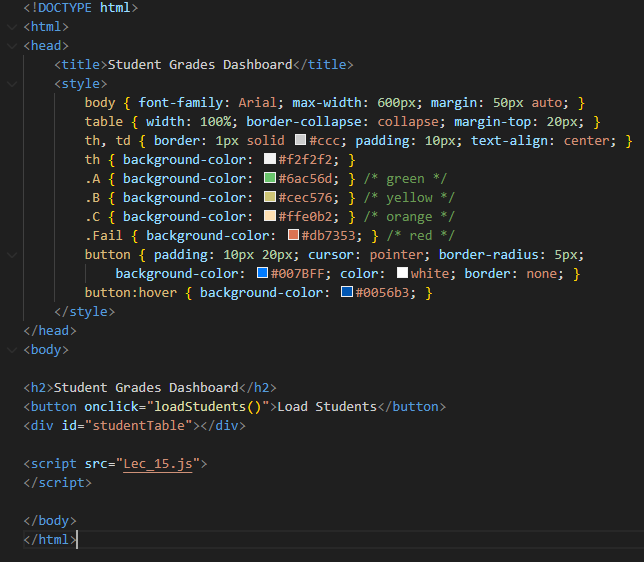 <!DOCTYPE html>
<html>
<head>
    <title>Student Grades Dashboard</title>
    <style>
        body { font-family: Arial; max-width: 600px; margin: 50px auto; }
        table { width: 100%; border-collapse: collapse; margin-top: 20px; }
        th, td { border: 1px solid #ccc; padding: 10px; text-align: center; }
        th { background-color: #f2f2f2; }
        .A { background-color: #6ac56d; } /* green */
        .B { background-color: #cec576; } /* yellow */
        .C { background-color: #ffe0b2; } /* orange */
        .Fail { background-color: #db7353; } /* red */
        button { padding: 10px 20px; cursor: pointer; border-radius: 5px;
            background-color: #007BFF; color: white; border: none; }
        button:hover { background-color: #0056b3; }
    </style>
</head>
<body>

<h2>Student Grades Dashboard</h2>
<button onclick="loadStudents()">Load Students</button>
<div id="studentTable"></div>

<script src="Lec_15.js">
</script>

</body>
</html>